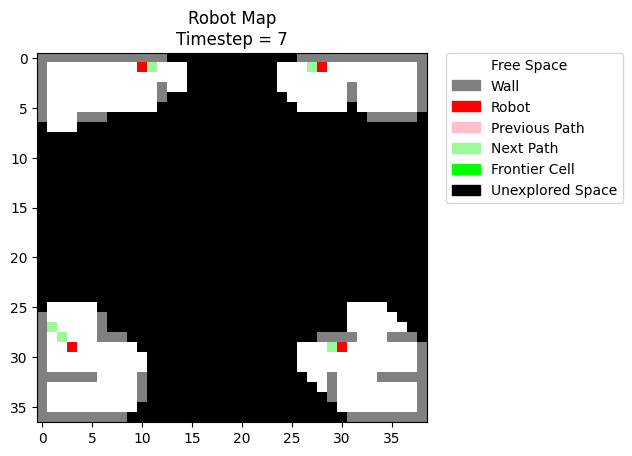 Robot Map
Timestep = 7
0
5
10
15
20
25
30
35
0
5
10
15
20
25
30
35
Free Space
Wall
Robot
Previous Path
Next Path
Frontier Cell
Unexplored Space